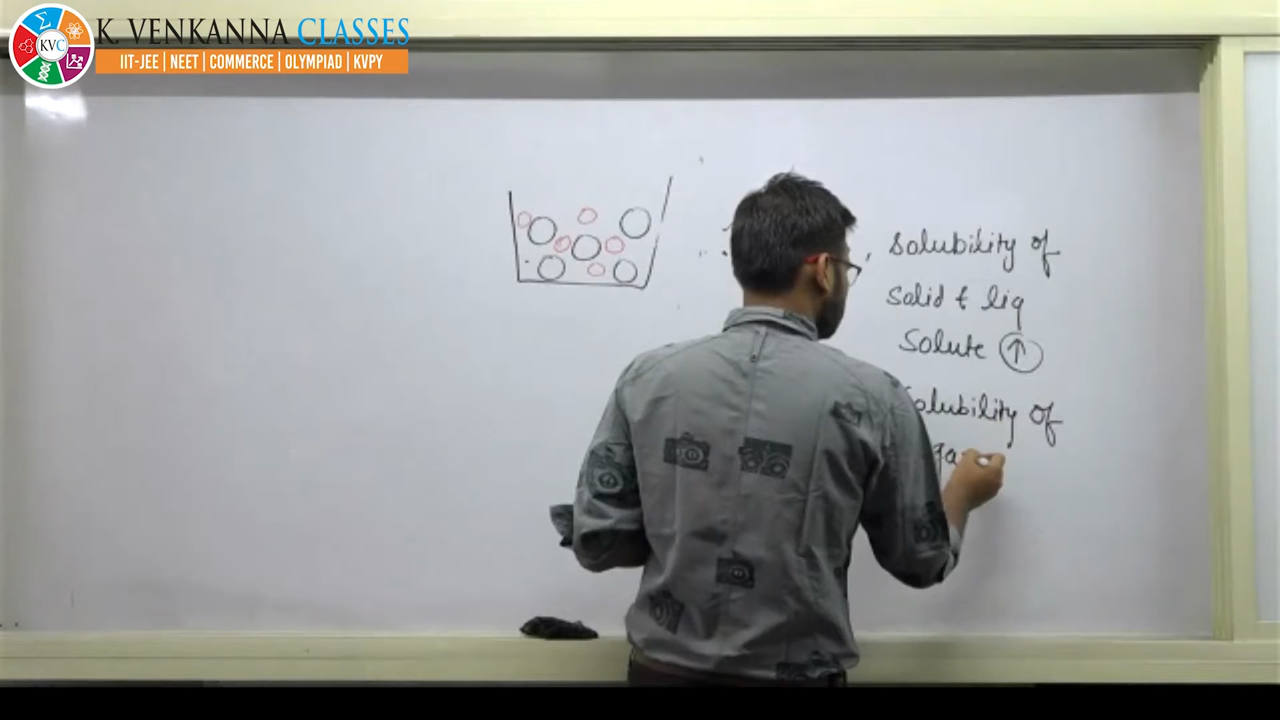 K. VENKANNA CLASSES
KVC
IIT-JEE | NEET | COMMERCE | OLYMPIAD | KVPY
, solubility of
solid & liq
Solute ↑
Solubility of